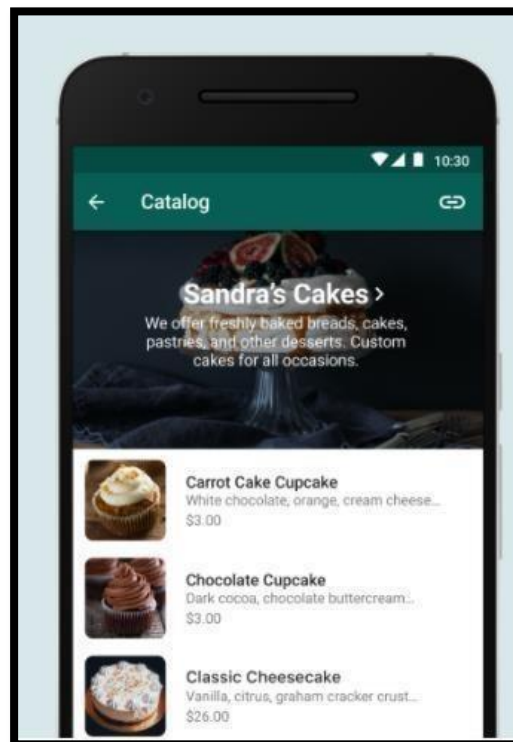 10:30
Catalog
Sandra's Cakes >
We offer freshly baked breads, cakes,
pastries, and other desserts. Custom
cakes for all occasions.
Carrot Cake Cupcake
White chocolate, orange, cream cheese...
$3.00
Chocolate Cupcake
Dark cocoa, chocolate buttercream...
$3.00
Classic Cheesecake
Vanilla, citrus, graham cracker crust...
$26.00